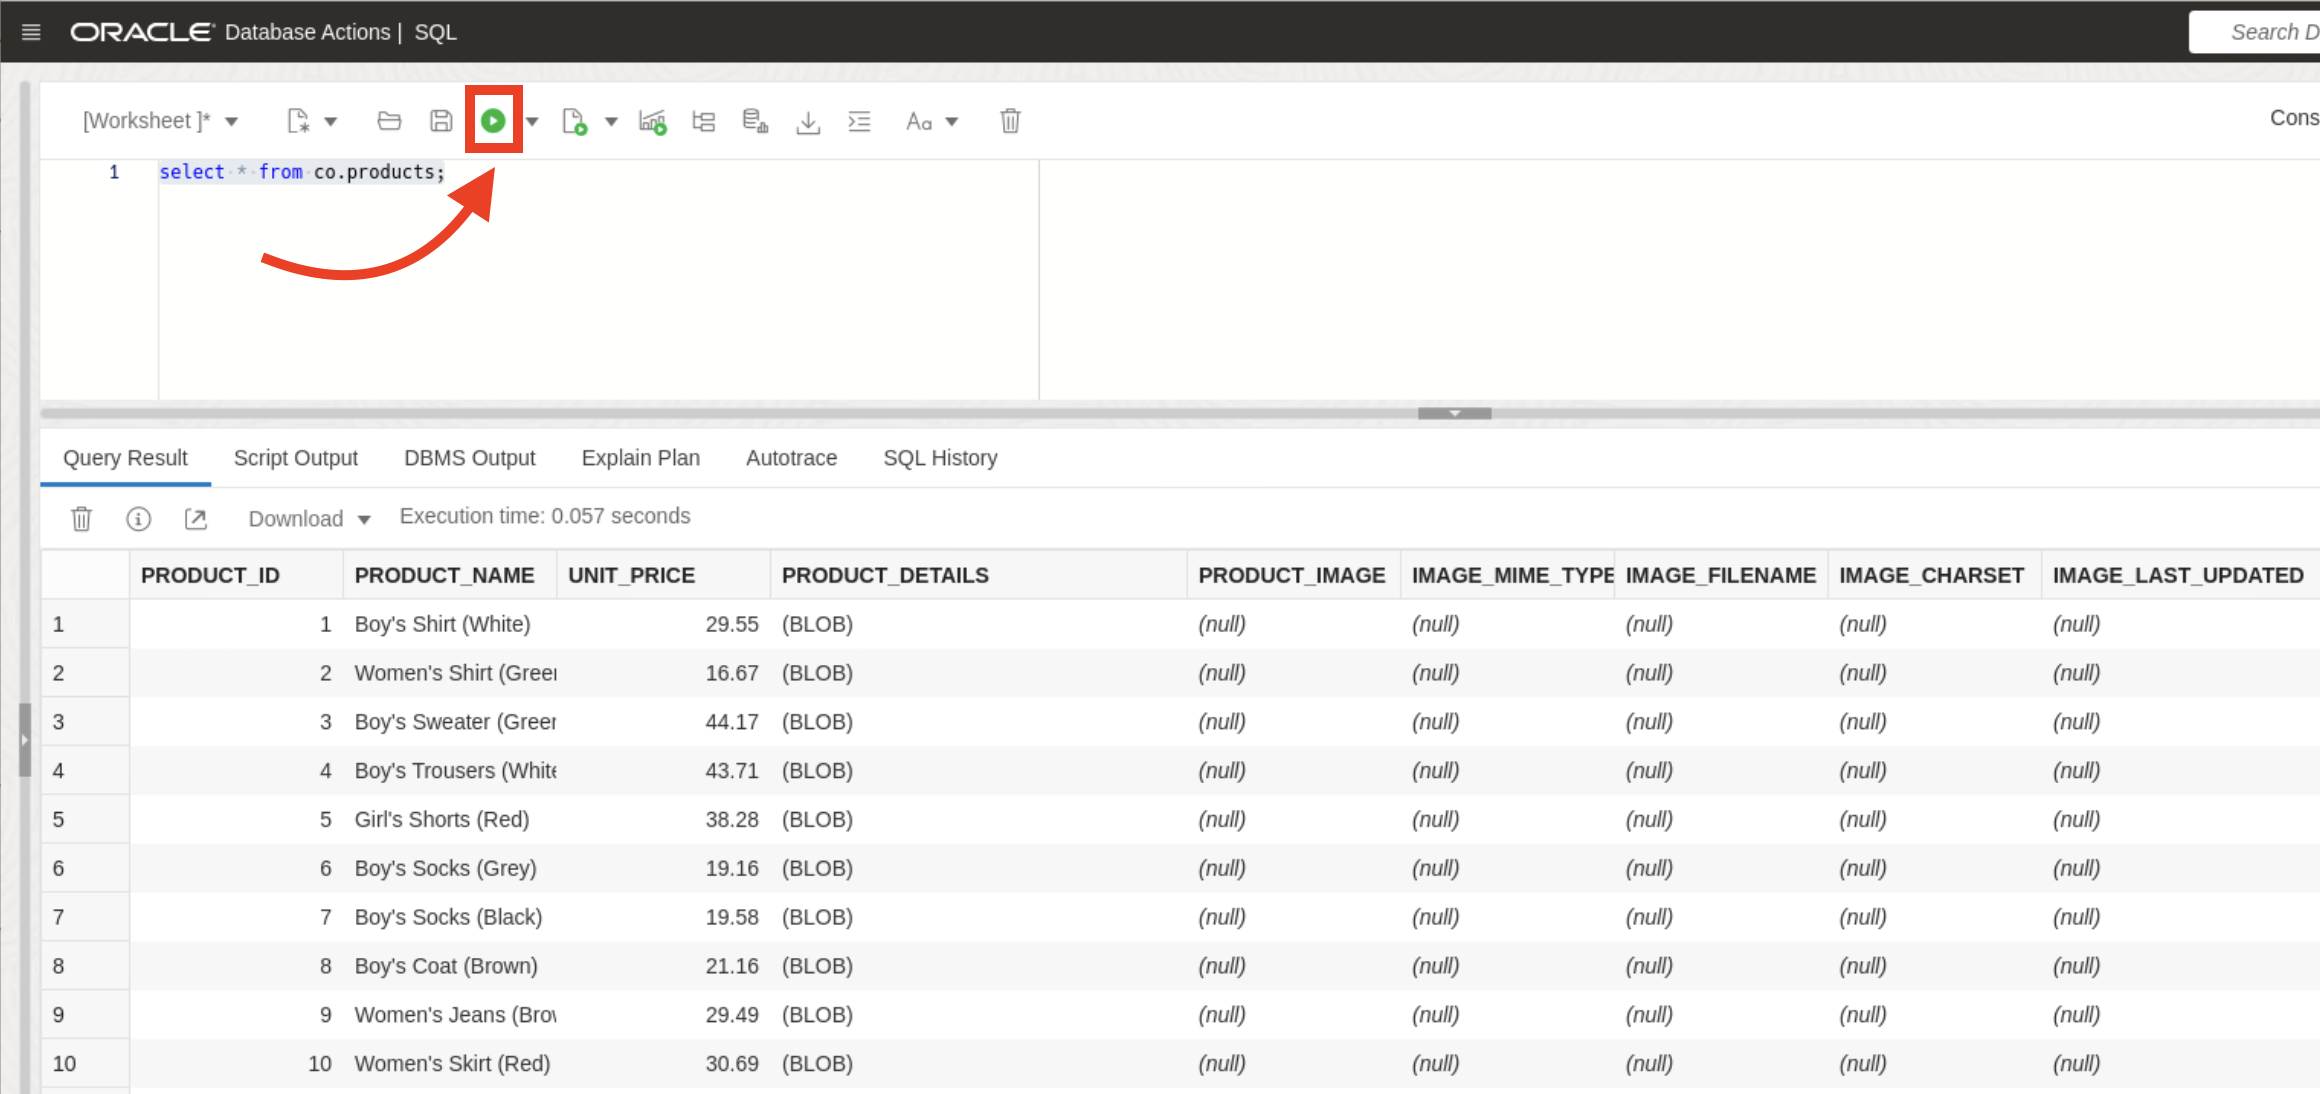 ORACLE Database Actions | SQL
[Worksheet ]* Aa
1 select * from co.products;
Query Result Script Output DBMS Output Explain Plan Autotrace SQL History
Download Execution time: 0.057 seconds
PRODUCT_ID PRODUCT_NAME UNIT_PRICE PRODUCT_DETAILS PRODUCT_IMAGE IMAGE_MIME_TYPE IMAGE_FILENAME IMAGE_CHARSET IMAGE_LAST_UPDATED
1 1 Boy's Shirt (White) 29.55 (BLOB) (null) (null) (null) (null) (null)
2 2 Women's Shirt 16.67 (BLOB) (null) (null) (null) (null) (null)
3 3 Boy's Sweater 44.17 (BLOB) (null) (null) (null) (null) (null)
4 4 Boy's Trousers 43.71 (BLOB) (null) (null) (null) (null) (null)
5 5 Girl's Shorts (Red) 38.28 (BLOB) (null) (null) (null) (null) (null)
6 6 Boy's Socks (Grey) 19.16 (BLOB) (null) (null) (null) (null) (null)
7 7 Boy's Socks (Black) 19.58 (BLOB) (null) (null) (null) (null) (null)
8 8 Boy's Coat (Brown) 21.16 (BLOB) (null) (null) (null) (null) (null)
9 9 Women's Jeans 29.49 (BLOB) (null) (null) (null) (null) (null)
10 10 Women's Skirt (Red) 30.69 (BLOB) (null) (null) (null) (null) (null)